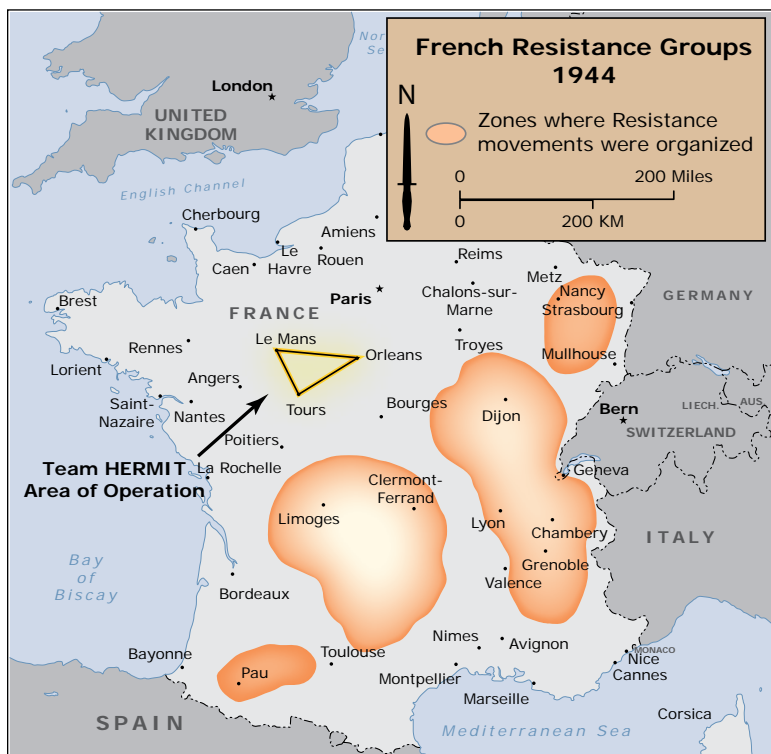 French Resistance Groups
1944
N
Zones where Resistance
movements were organized
0
200 Miles
0
200 KM
Nor
Se
London
UNITED
KINGDOM
English Channel
Cherbourg
Amiens
Le
Havre
Rouen
Caen
Reims
Metz
Nancy
Strasbourg
GERMANY
Paris
Chalons-sur-
Marne
Brest
FRANCE
Le Mans
Rennes
Orleans
Troyes
Mullhouse
Lorient
Angers
Saint-
Nazaire
Nantes
Tours
Bourges
Dijon
Bern
LIECH.
AUS.
SWITZERLAND
Poitiers
Team HERMIT
Area of Operation
La Rochelle
Clermont-
Ferrand
Geneva
Limoges
Lyon
Chambery
ITALY
Grenoble
Valence
Bay
of
Biscay
Bordeaux
Nimes
Avignon
Bayonne
Toulouse
MONACO
Nice
Cannes
Pau
Montpellier
Marseille
SPAIN
Mediterranean Sea
Corsica